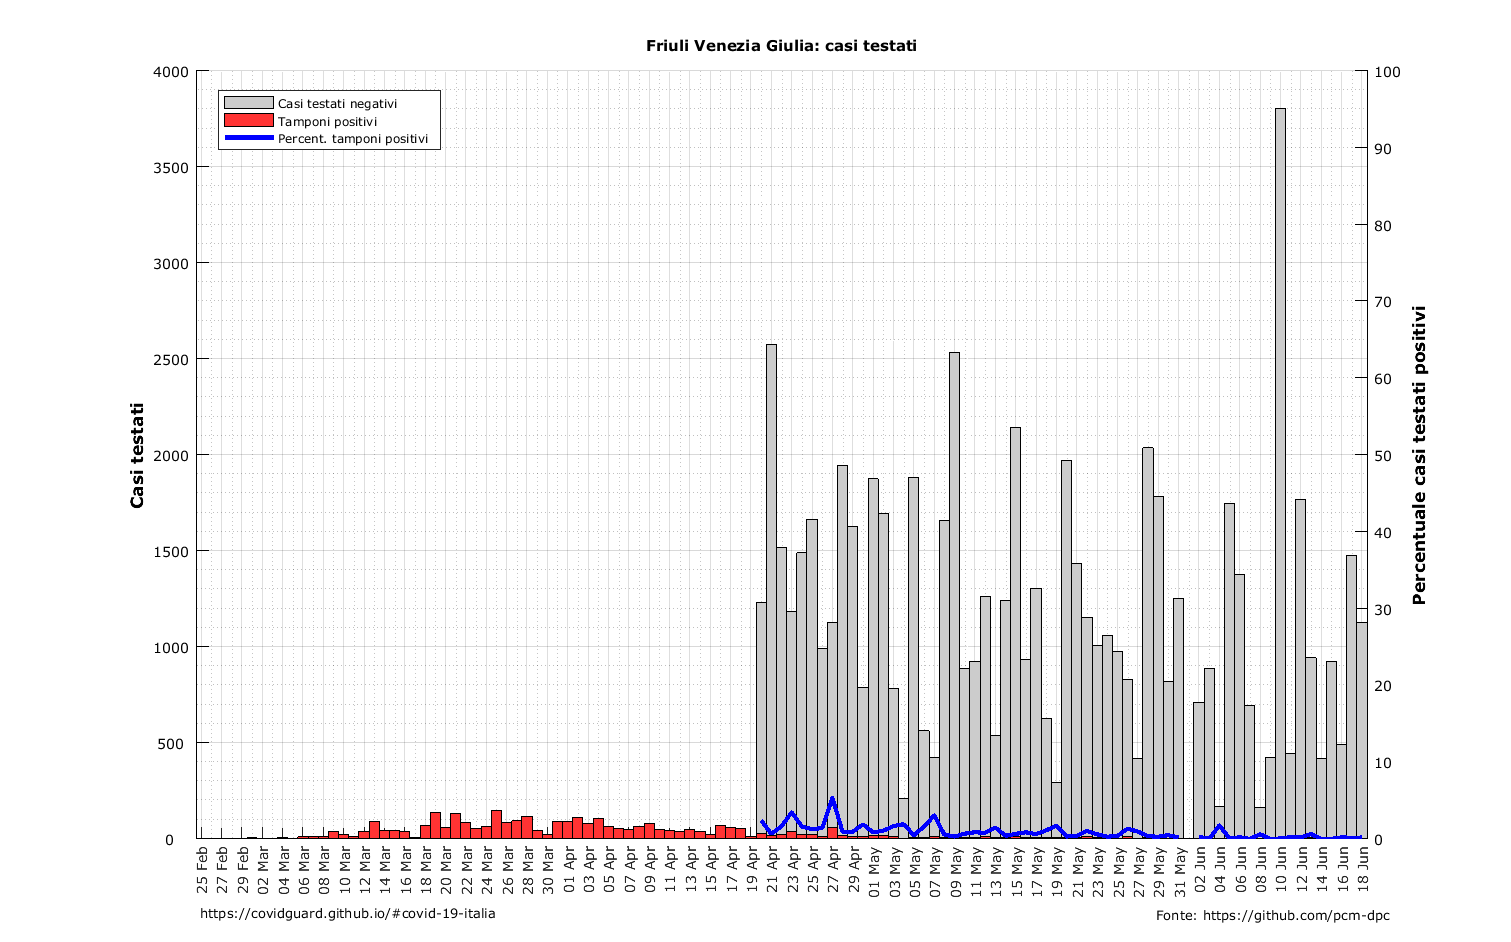 Friuli Venezia Giulia: casi testati
Casi testati negativi
Tamponi positivi
Percent. tamponi positivi
Casi testati
4000
3500
3000
2500
2000
1500
1000
500
0
Percentuale casi testati positivi
100
90
80
70
60
50
40
30
20
10
0
25 Feb
27 Feb
29 Feb
02 Mar
04 Mar
06 Mar
08 Mar
10 Mar
12 Mar
14 Mar
16 Mar
18 Mar
20 Mar
22 Mar
24 Mar
26 Mar
28 Mar
30 Mar
01 Apr
03 Apr
05 Apr
07 Apr
09 Apr
11 Apr
13 Apr
15 Apr
17 Apr
19 Apr
21 Apr
23 Apr
25 Apr
27 Apr
29 Apr
01 May
03 May
05 May
07 May
09 May
11 May
13 May
15 May
17 May
19 May
21 May
23 May
25 May
27 May
29 May
31 May
02 Jun
04 Jun
06 Jun
08 Jun
10 Jun
12 Jun
14 Jun
16 Jun
18 Jun
https://covidguard.github.io/#covid-19-italia
Fonte: https://github.com/pcm-dpc